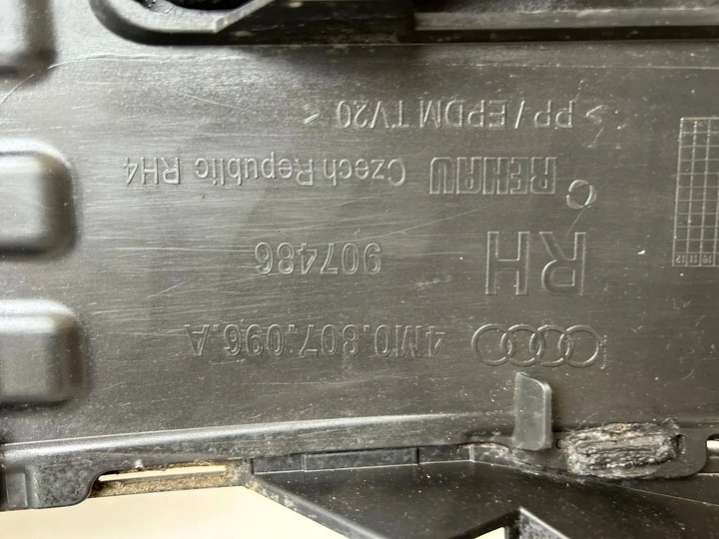 4M0.807.096.A
RH 907486
REHAU Czech Republic RH4
> PP / EPDM TV20 <